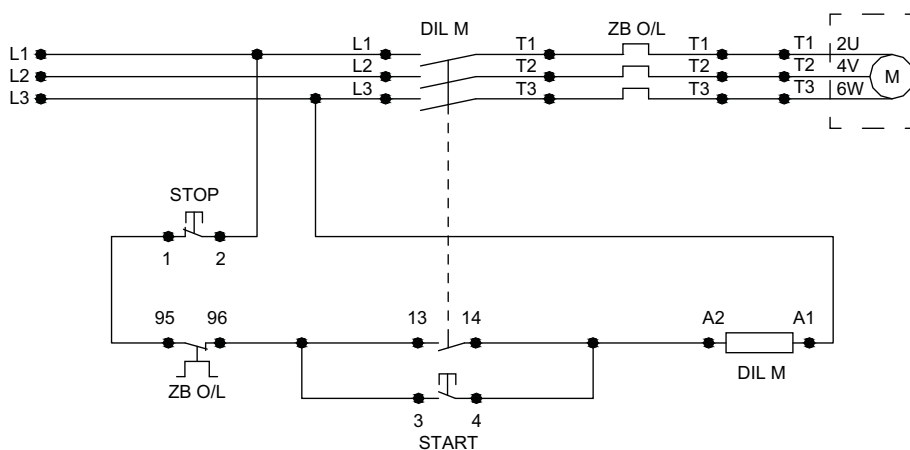 DIL M ZB O/L
L1 L1 T1 T1 T1 2U
L2 L2 T2 T2 T2 4V M
L3 L3 T3 T3 T3 6W
STOP
1 2
95 96 13 14 A2 A1
ZB O/L DIL M
3 4
START